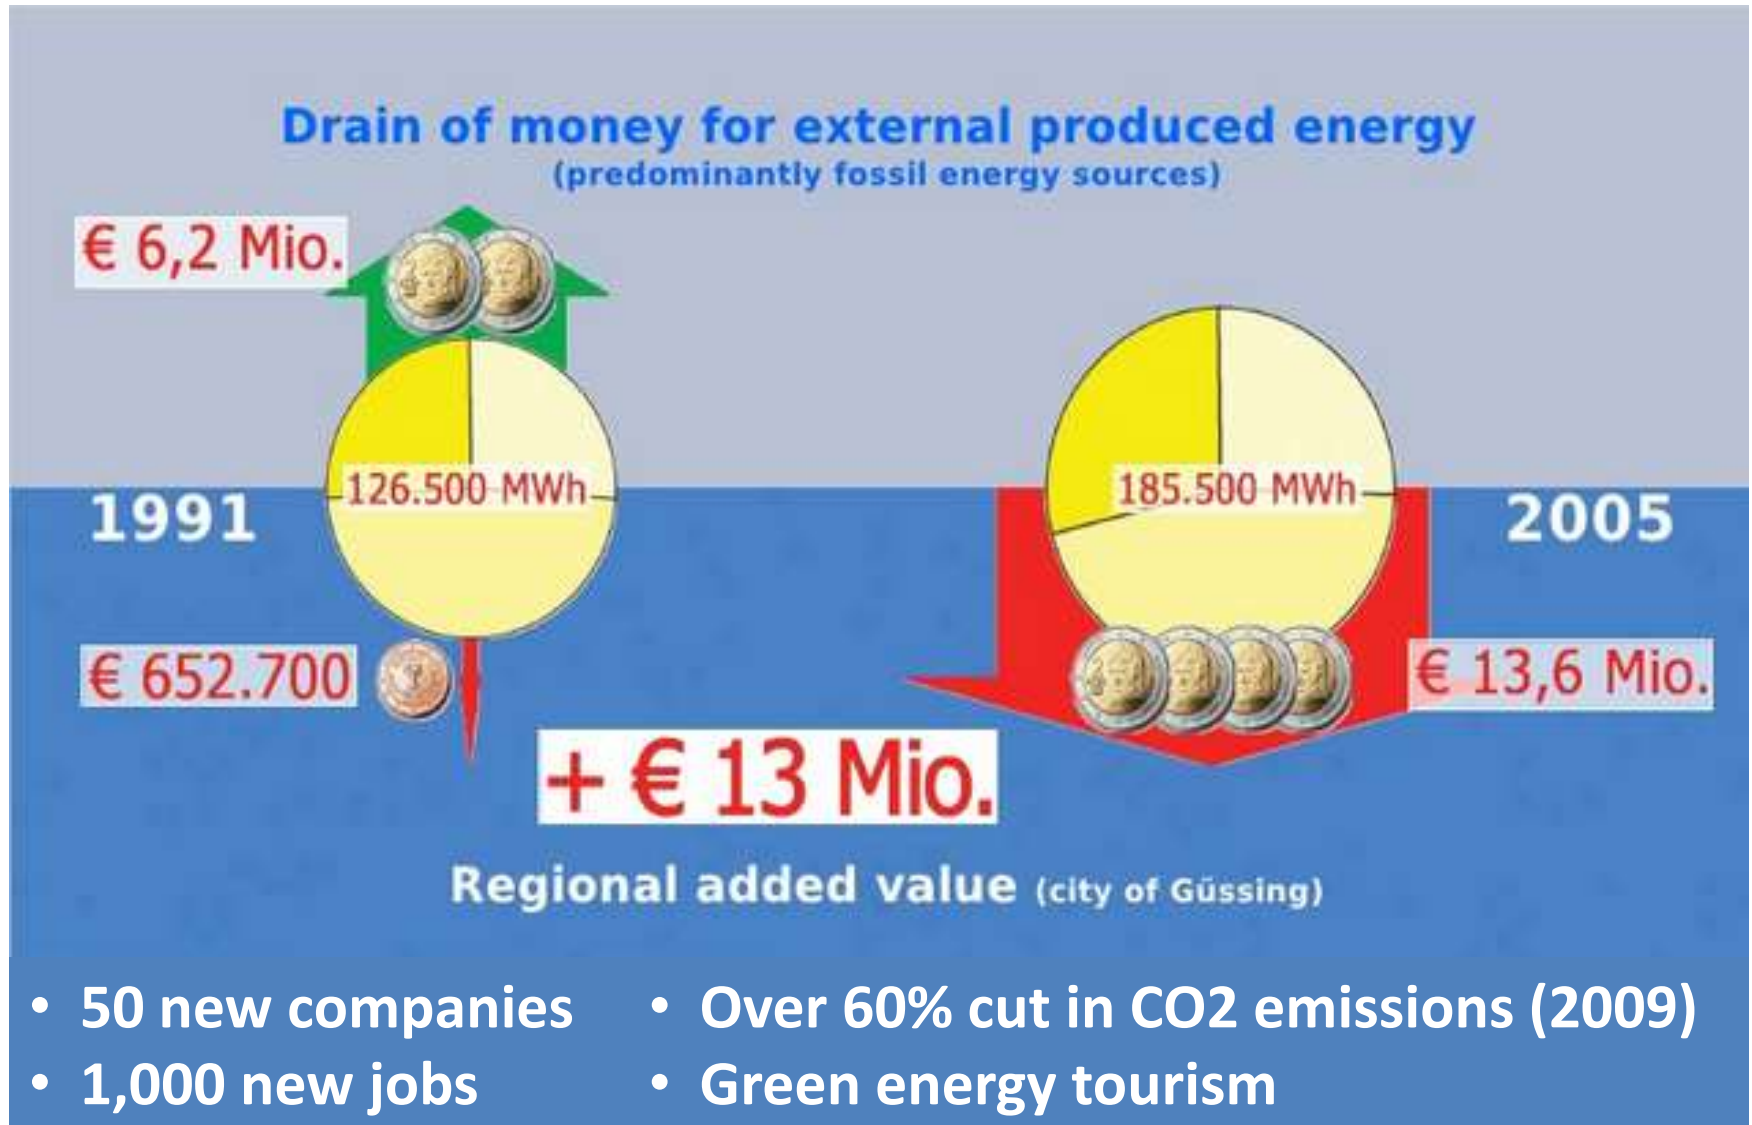 Drain of money for external produced energy
(predominantly fossil energy sources)
€ 6,2 Mio.
126.500 MWh
185.500 MWh
1991
2005
€ 652.700
€ 13,6 Mio.
+ € 13 Mio.
Regional added value (city of Güssing)
• 50 new companies
• 1,000 new jobs
• Over 60% cut in CO2 emissions (2009)
• Green energy tourism